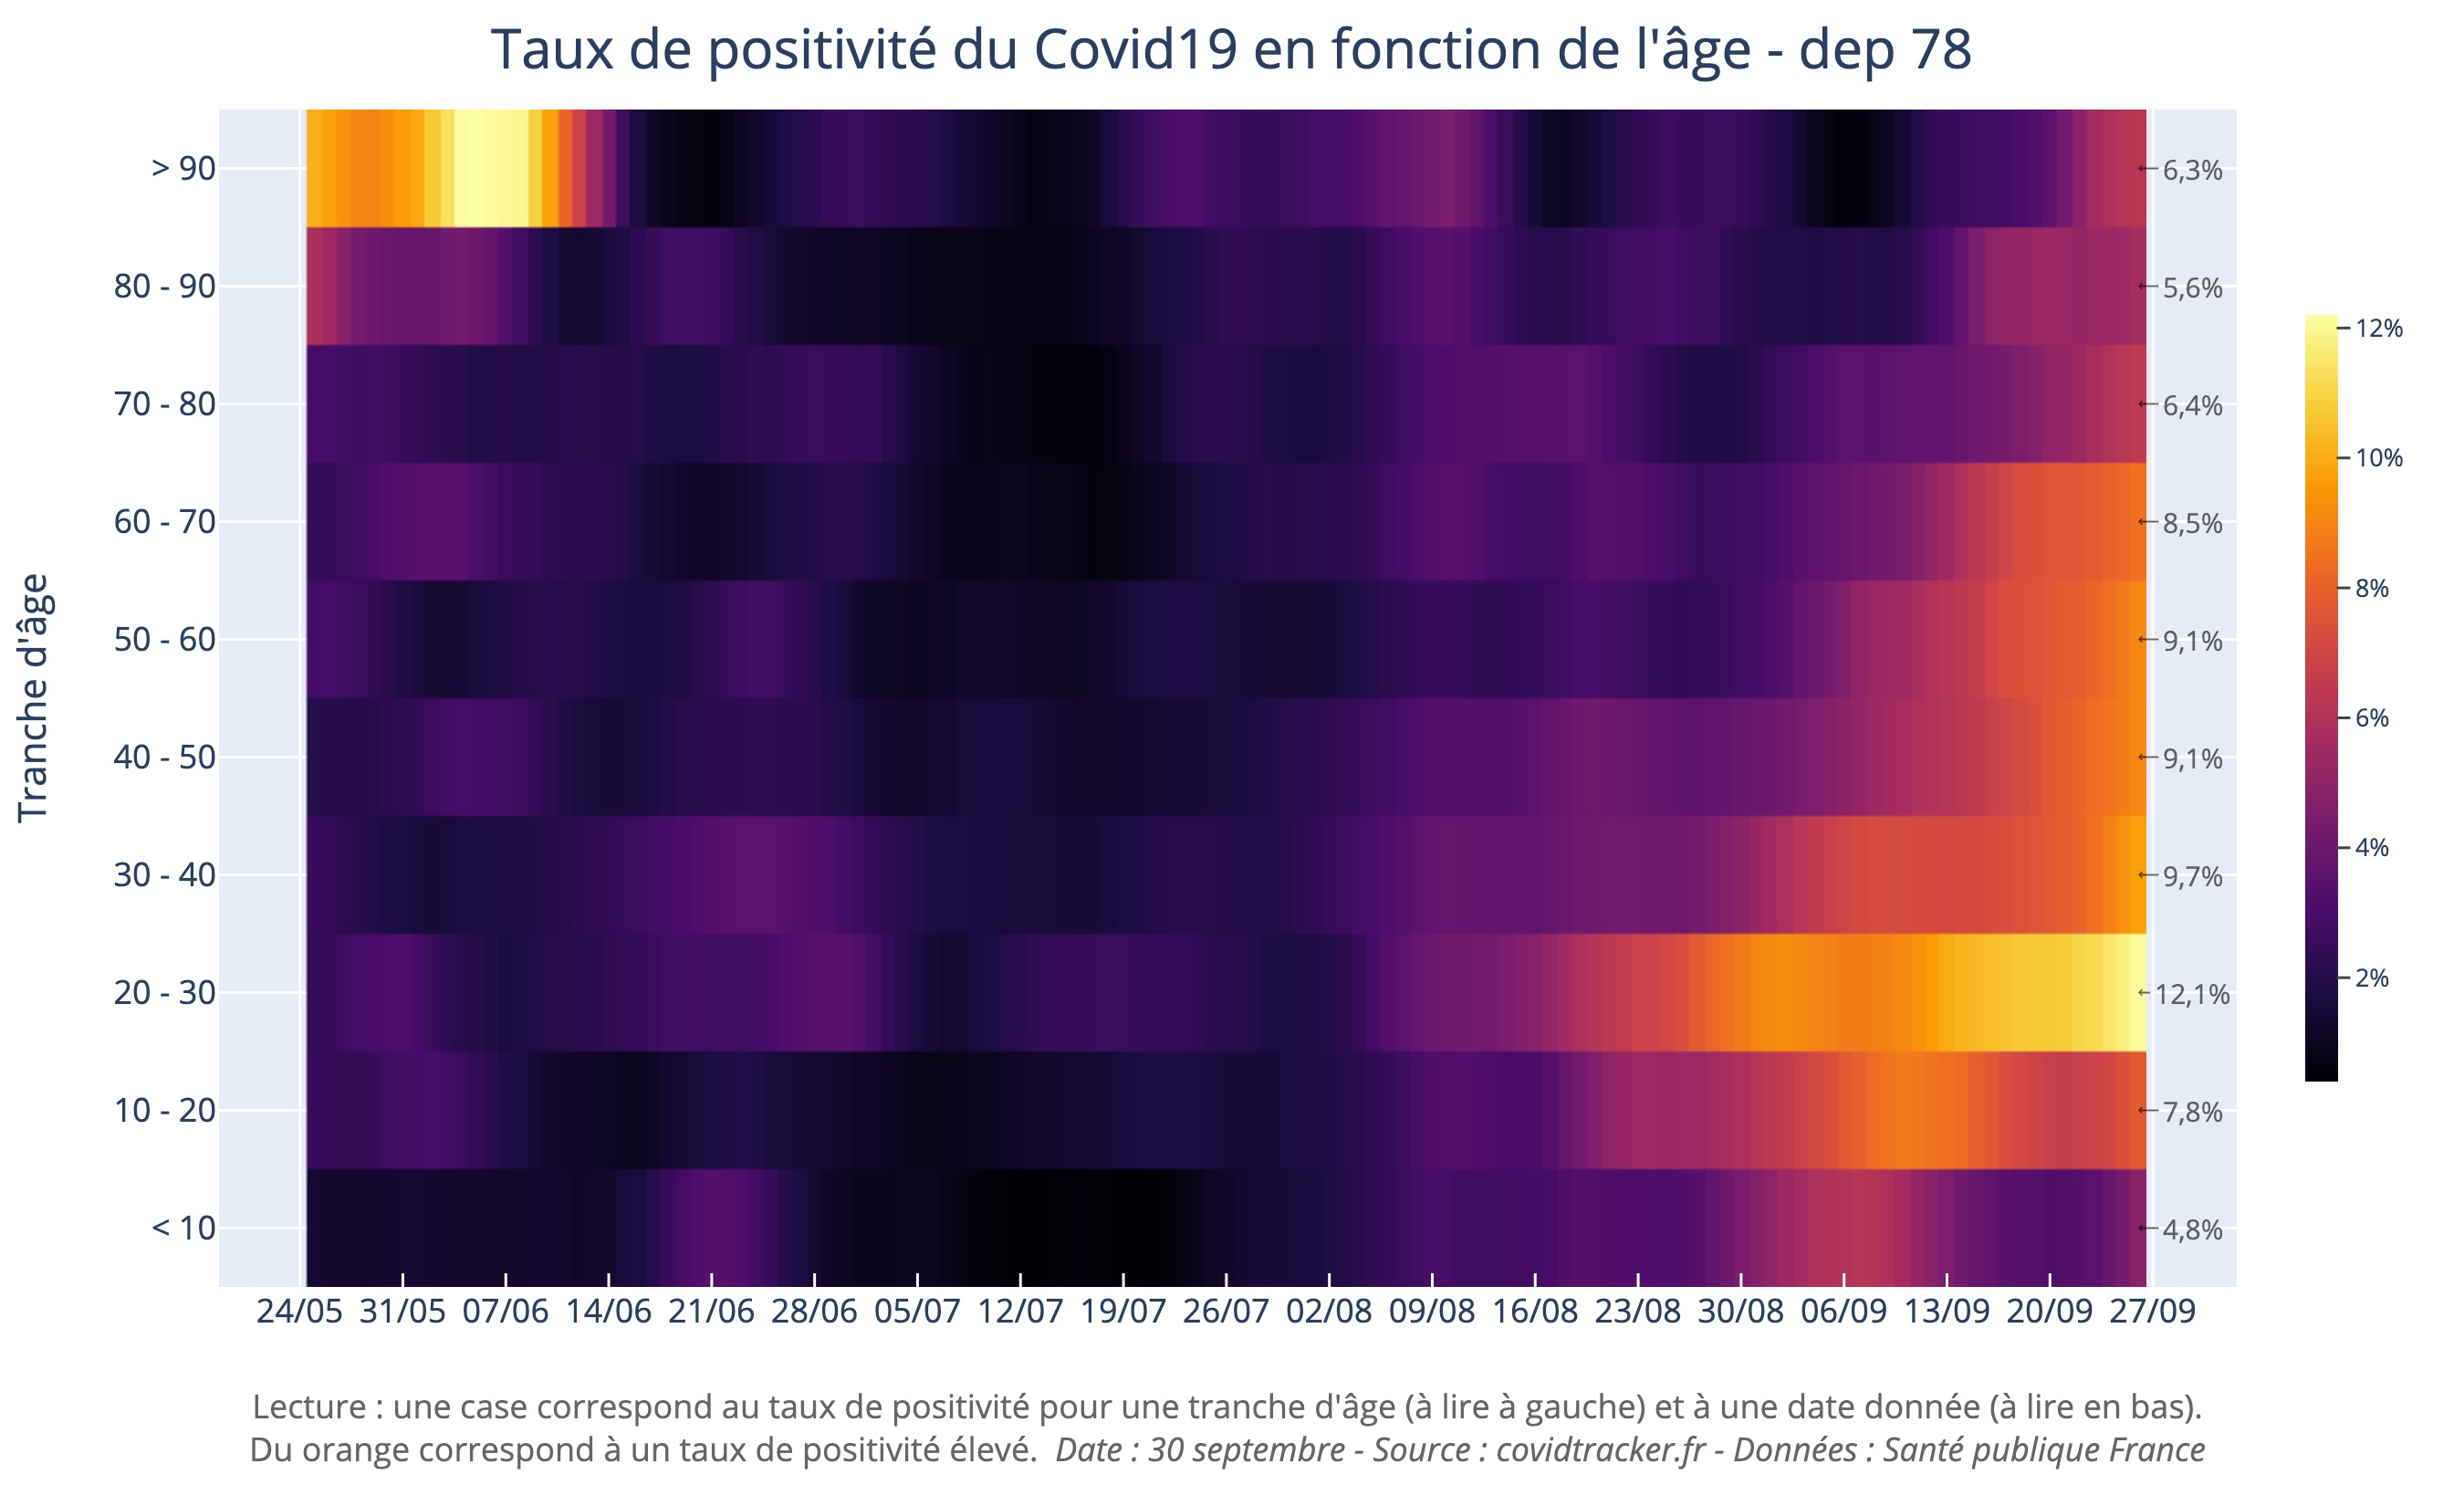 Taux de positivité du Covid19 en fonction de l'âge - dep 78
Tranche d'âge
> 90
80 - 90
70 - 80
60 - 70
50 - 60
40 - 50
30 - 40
20 - 30
10 - 20
< 10
←6,3%
←5,6%
←6,4%
←8,5%
←9,1%
←9,1%
←9,7%
←12,1%
←7,8%
←4,8%
12%
10%
8%
6%
4%
2%
24/05 31/05 07/06 14/06 21/06 28/06 05/07 12/07 19/07 26/07 02/08 09/08 16/08 23/08 30/08 06/09 13/09 20/09 27/09
Lecture : une case correspond au taux de positivité pour une tranche d'âge (à lire à gauche) et à une date donnée (à lire en bas).
Du orange correspond à un taux de positivité élevé. Date : 30 septembre - Source : covidtracker.fr - Données : Santé publique France